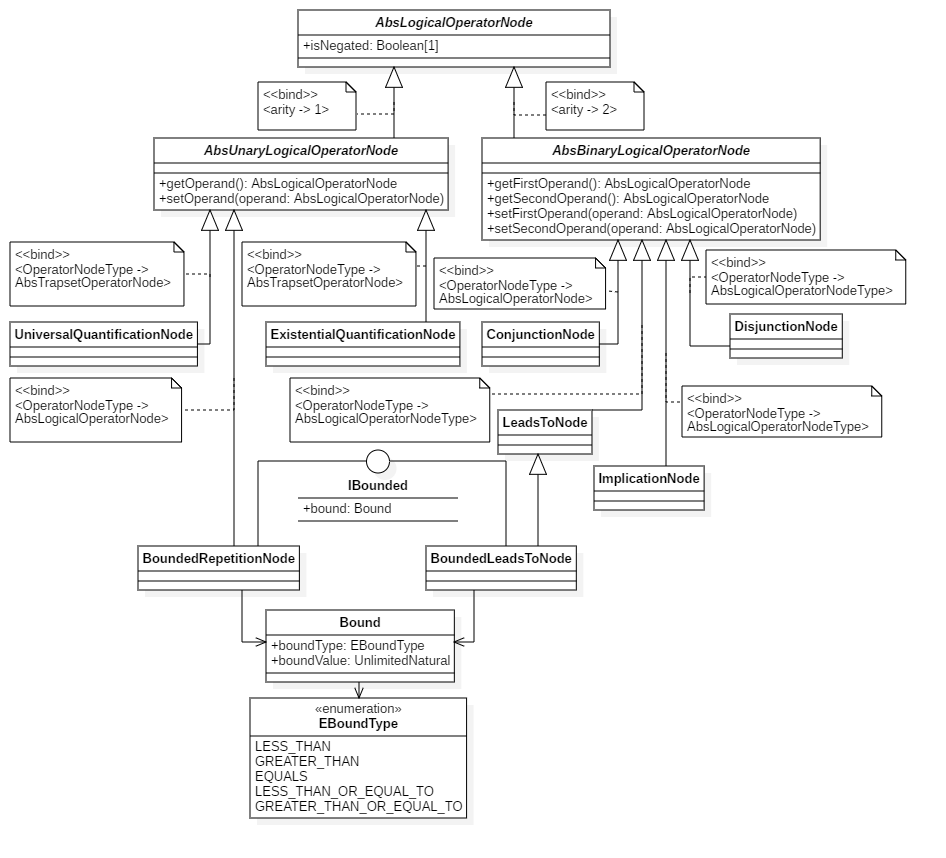 AbsLogicalOperatorNode
+isNegated: Boolean[1]
<<bind>>
<arity -> 1>
<<bind>>
<arity -> 2>
AbsUnaryLogicalOperatorNode
+getOperand(): AbsLogicalOperatorNode
+setOperand(operand: AbsLogicalOperatorNode)
AbsBinaryLogicalOperatorNode
+getFirstOperand(): AbsLogicalOperatorNode
+getSecondOperand(): AbsLogicalOperatorNode
+setFirstOperand(operand: AbsLogicalOperatorNode)
+setSecondOperand(operand: AbsLogicalOperatorNode)
<<bind>>
<OperatorNodeType ->
AbsTrapsetOperatorNode>
<<bind>>
<OperatorNodeType ->
AbsTrapsetOperatorNode>
<<bind>>
<OperatorNodeType ->
AbsLogicalOperatorNode>
<<bind>>
<OperatorNodeType ->
AbsLogicalOperatorNodeType>
UniversalQuantificationNode
ExistentialQuantificationNode
ConjunctionNode
DisjunctionNode
<<bind>>
<OperatorNodeType ->
AbsLogicalOperatorNode>
<<bind>>
<OperatorNodeType ->
AbsLogicalOperatorNodeType>
LeadsToNode
<<bind>>
<OperatorNodeType ->
AbsLogicalOperatorNodeType>
IBounded
+bound: Bound
ImplicationNode
BoundedRepetitionNode
BoundedLeadsToNode
Bound
+boundType: EBoundType
+boundValue: UnlimitedNatural
«enumeration»
EBoundType
LESS_THAN
GREATER_THAN
EQUALS
LESS_THAN_OR_EQUAL_TO
GREATER_THAN_OR_EQUAL_TO